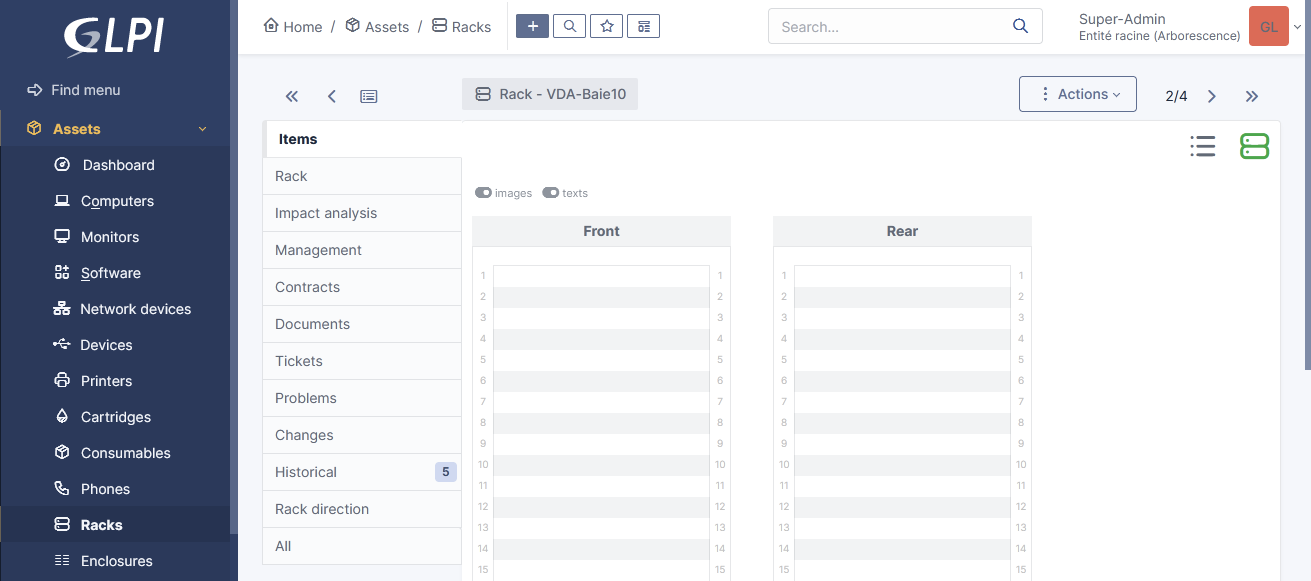 GLPI
Find menu
Assets
Dashboard
Computers
Monitors
Software
Network devices
Devices
Printers
Cartridges
Consumables
Phones
Racks
Enclosures
Home / Assets / Racks
Search...
Super-Admin
Entité racine (Arborescence)
GL
Rack - VDA-Baie10
Actions
2/4
Items
Rack
Impact analysis
Management
Contracts
Documents
Tickets
Problems
Changes
Historical 5
Rack direction
All
images texts
Front Rear
1 1 1 1
2 2 2 2
3 3 3 3
4 4 4 4
5 5 5 5
6 6 6 6
7 7 7 7
8 8 8 8
9 9 9 9
10 10 10 10
11 11 11 11
12 12 12 12
13 13 13 13
14 14 14 14
15 15 15 15